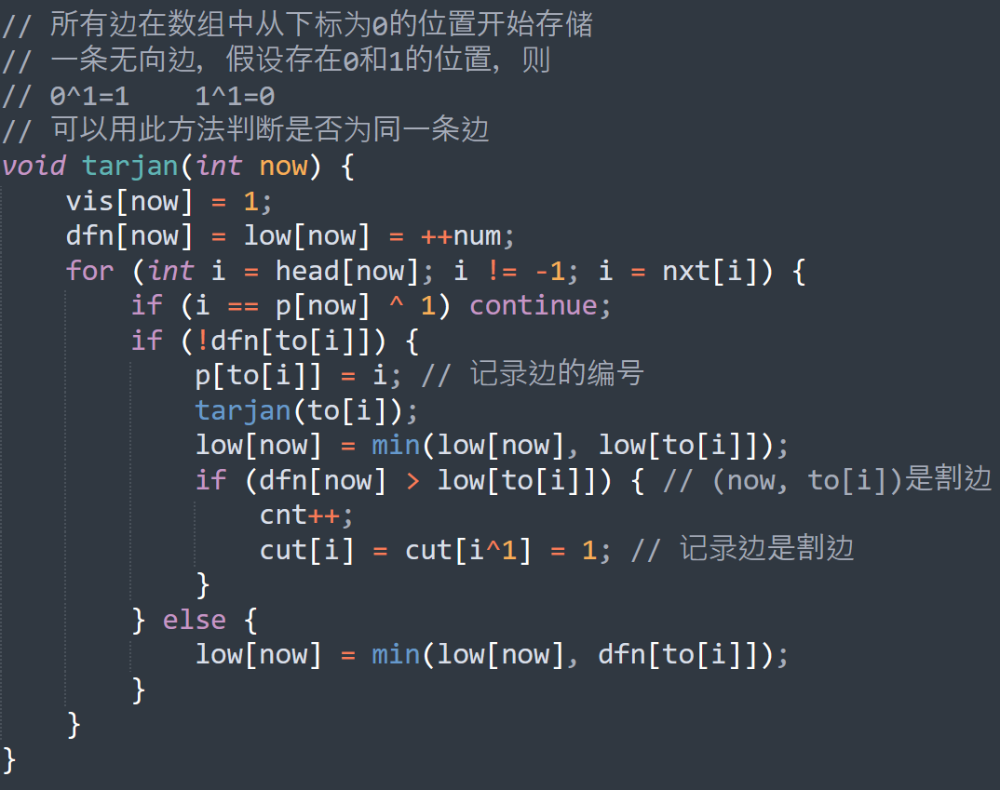 // 所有边在数组中从下标为0的位置开始存储
// 一条无向边，假设存在0和1的位置，则
// 0^1=1    1^1=0
// 可以用此方法判断是否为同一条边
void tarjan(int now) {
    vis[now] = 1;
    dfn[now] = low[now] = ++num;
    for (int i = head[now]; i != -1; i = nxt[i]) {
        if (i == p[now] ^ 1) continue;
        if (!dfn[to[i]]) {
            p[to[i]] = i; // 记录边的编号
            tarjan(to[i]);
            low[now] = min(low[now], low[to[i]]);
            if (dfn[now] > low[to[i]]) { // (now, to[i])是割边
                cnt++;
                cut[i] = cut[i^1] = 1; // 记录边是割边
            }
        } else {
            low[now] = min(low[now], dfn[to[i]]);
        }
    }
}